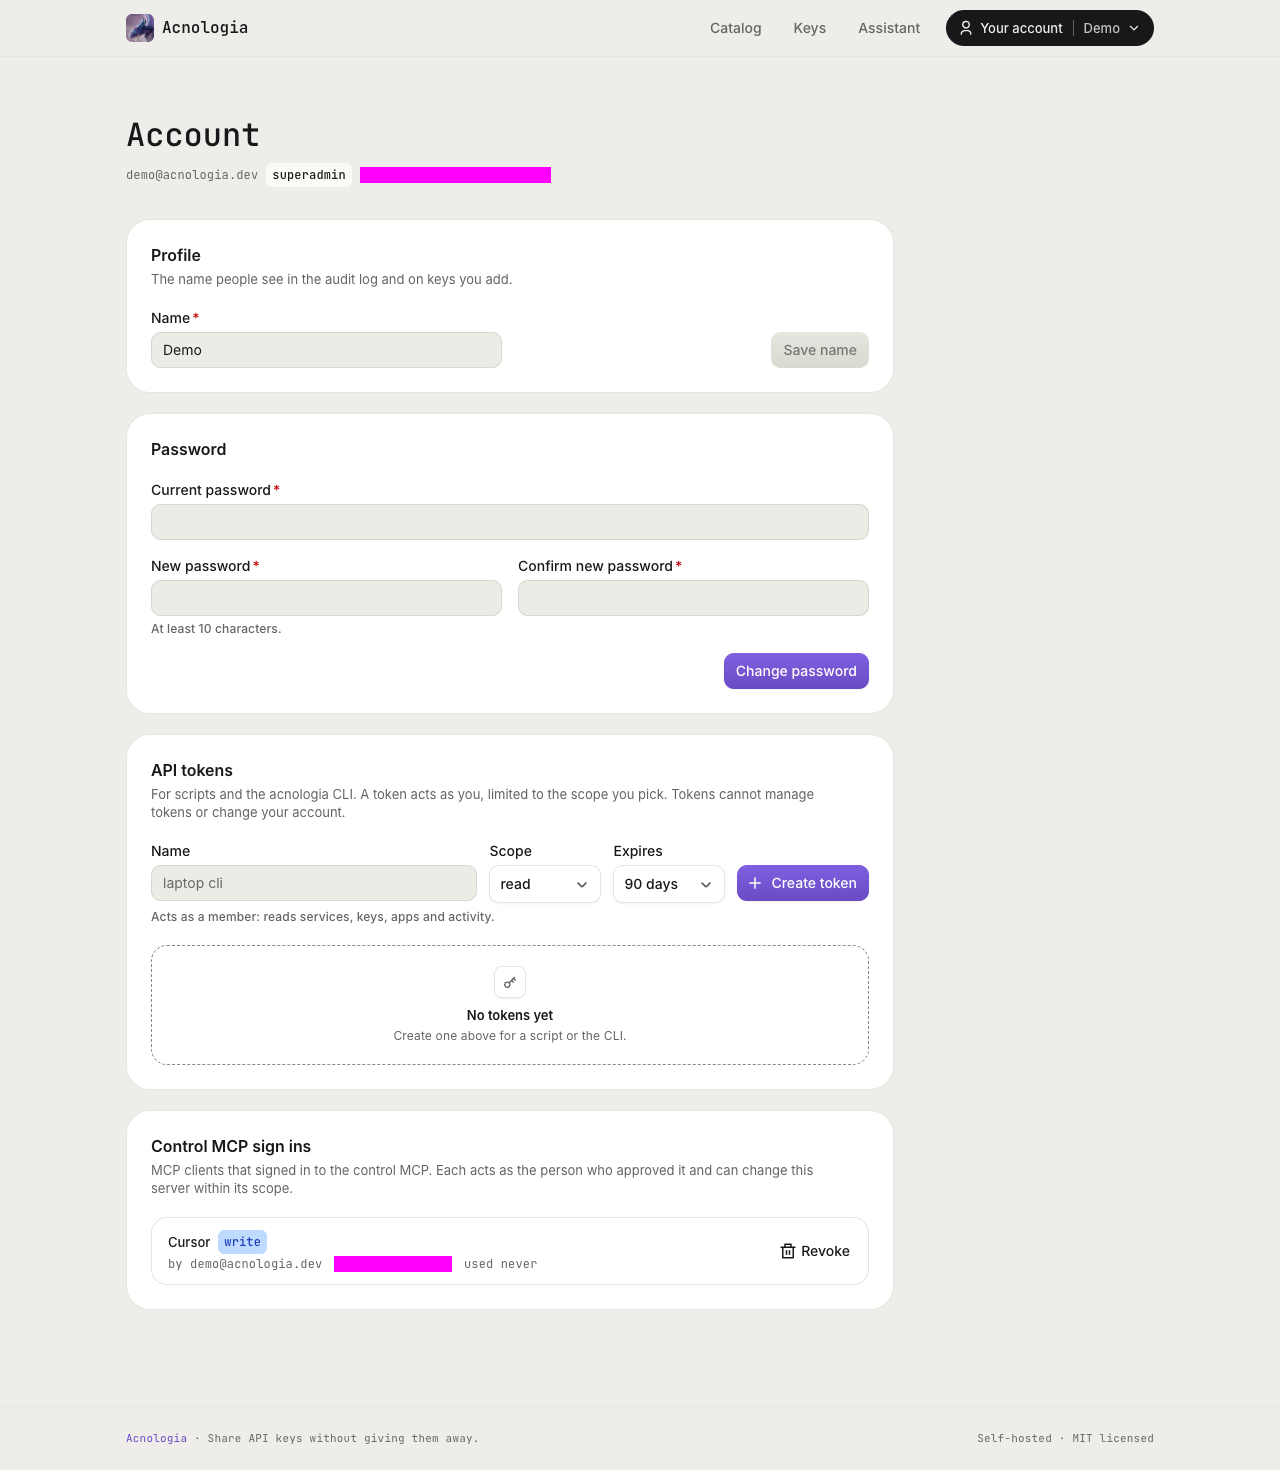 Acnologia
Catalog
Keys
Assistant
Your account
Demo
Account
demo@acnologia.dev superadmin
Profile
The name people see in the audit log and on keys you add.
Name *
Demo
Save name
Password
Current password *
New password *
Confirm new password *
At least 10 characters.
Change password
API tokens
For scripts and the acnologia CLI. A token acts as you, limited to the scope you pick. Tokens cannot manage
tokens or change your account.
Name
Scope
Expires
laptop cli
read
90 days
Create token
Acts as a member: reads services, keys, apps and activity.
No tokens yet
Create one above for a script or the CLI.
Control MCP sign ins
MCP clients that signed in to the control MCP. Each acts as the person who approved it and can change this
server within its scope.
Cursor write
by demo@acnologia.dev used never
Revoke
Acnologia · Share API keys without giving them away.
Self-hosted · MIT licensed